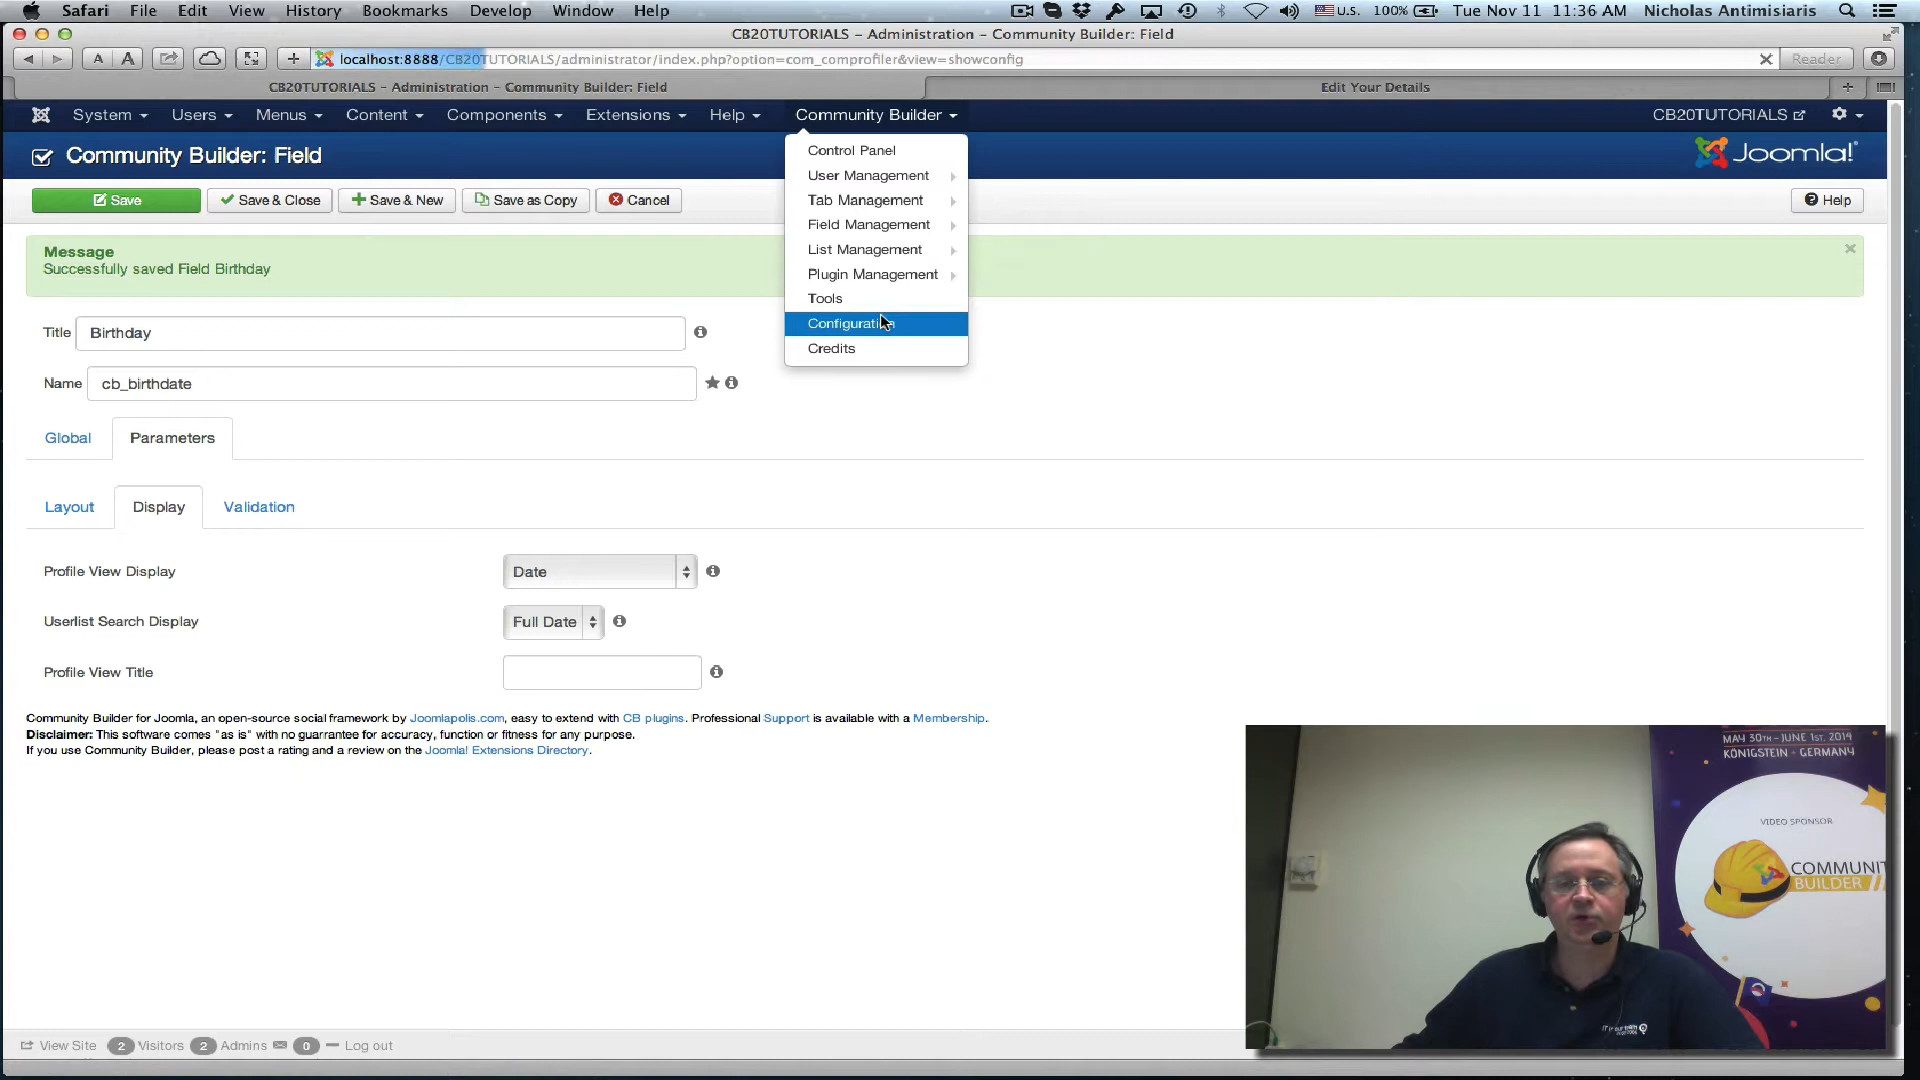 Safari File Edit View History Bookmarks Develop Window Help U.S. 100% Tue Nov 11 11:36 AM Nicholas Antimisiaris
CB20TUTORIALS - Administration - Community Builder: Field
A A localhost:8888/CB20TUTORIALS/administrator/index.php?option=com_comprofiler&view=showconfig Reader
CB20TUTORIALS - Administration - Community Builder: Field Edit Your Details
System Users Menus Content Components Extensions Help Community Builder CB20TUTORIALS
Community Builder: Field
Joomla!
Control Panel
User Management
Tab Management
Field Management
List Management
Plugin Management
Tools
Configuration
Credits
Save Save & Close Save & New Save as Copy Cancel Help
Message
Successfully saved Field Birthday
Title Birthday
Name cb_birthdate
Global Parameters
Layout Display Validation
Profile View Display Date
Userlist Search Display Full Date
Profile View Title
Community Builder for Joomla, an open-source social framework by Joomlapolis.com, easy to extend with CB plugins. Professional Support is available with a Membership.
Disclaimer: This software comes "as is" with no guarrantee for accuracy, function or fitness for any purpose.
If you use Community Builder, please post a rating and a review on the Joomla! Extensions Directory.
MAY 30TH-JUNE 1ST, 2014
KÖNIGSTEIN - GERMANY
VIDEO SPONSOR
COMMUNIT
BUILDER
View Site 2 Visitors 2 Admins 0 Log out